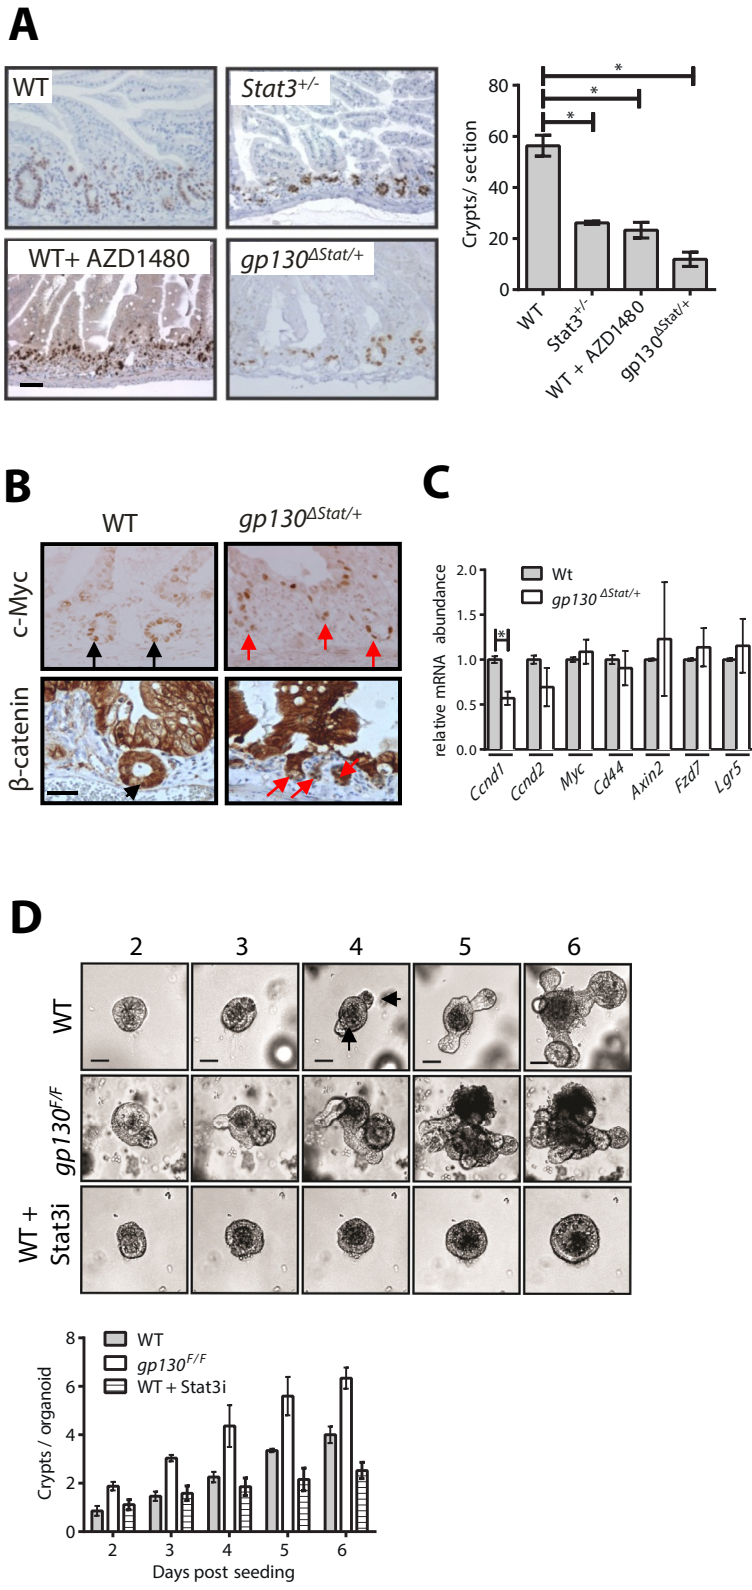 A
WT
Stat3+/-
WT+ AZD1480
gp130ΔStat/+
Crypts/ section
80
60
40
20
0
*
*
*
WT
Stat3+/-
WT + AZD1480
gp130ΔStat/+
B
WT
gp130ΔStat/+
c-Myc
β-catenin
C
relative mRNA abundance
2.0
1.5
1.0
0.5
0.0
Wt
gp130 ΔStat/+
*
Ccnd1
Ccnd2
Myc
Cd44
Axin2
Fzd7
Lgr5
D
2 3 4 5 6
WT
gp130F/F
WT +
Stat3i
Crypts / organoid
8
6
4
2
0
WT
gp130F/F
WT + Stat3i
2 3 4 5 6
Days post seeding